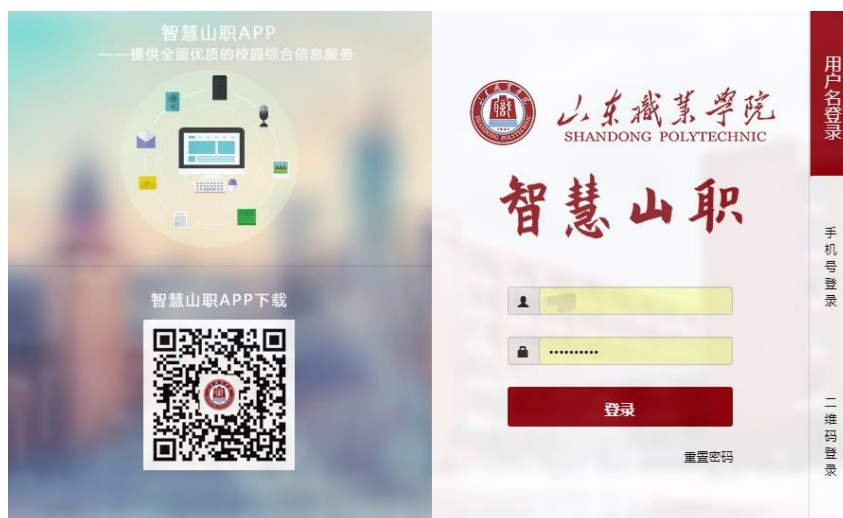 智慧山职APP
——提供全面优质的校园综合信息服务
智慧山职APP下载
山东職業學院
SHANDONG POLYTECHNIC
智慧山职
••••••••••
登录
重置密码
用户名登录
手机号登录
二维码登录